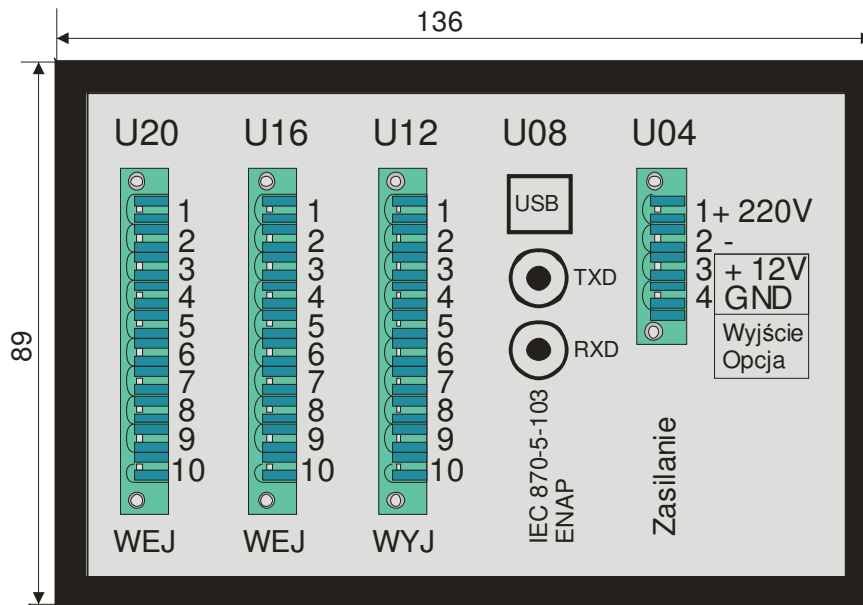 136
89
U20
U16
U12
U08
U04
1
2
3
4
5
6
7
8
9
10
WEJ
1
2
3
4
5
6
7
8
9
10
WEJ
1
2
3
4
5
6
7
8
9
10
WYJ
USB
TXD
RXD
IEC 870-5-103
ENAP
1+ 220V
2 -
3 + 12V
4 GND
Wyjście
Opcja
Zasilanie